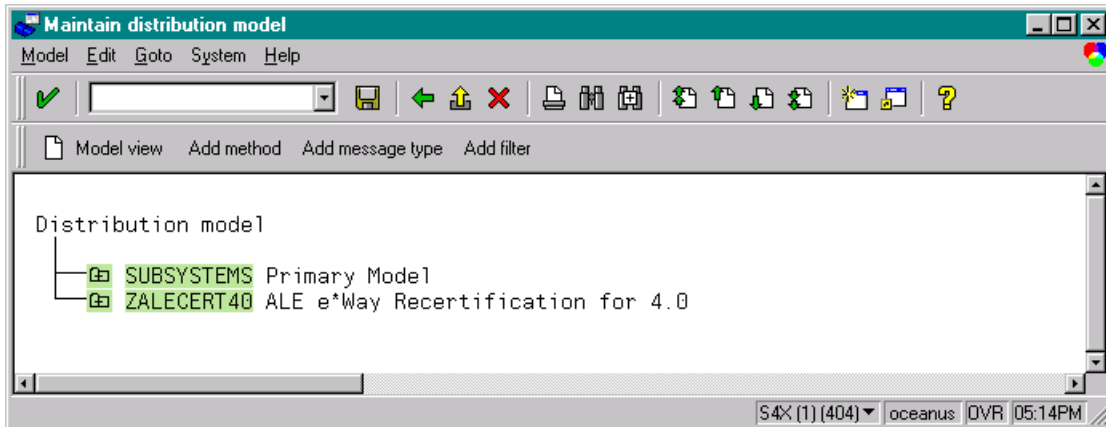 Maintain distribution model
Model Edit Goto System Help
Model view Add method Add message type Add filter
Distribution model
SUBSYSTEMS Primary Model
ZALECERT40 ALE e*Way Recertification for 4.0
S4X (1) (404) oceanus OVR 05:14PM